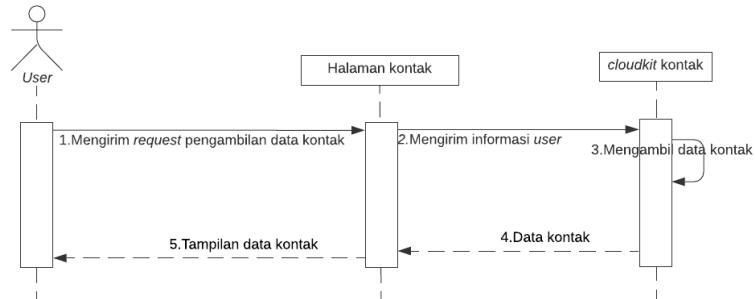 User
Halaman kontak
cloudkit kontak
1.Mengirim request pengambilan data kontak
2.Mengirim informasi user
3.Mengambil data kontak
4.Data kontak
5.Tampilan data kontak